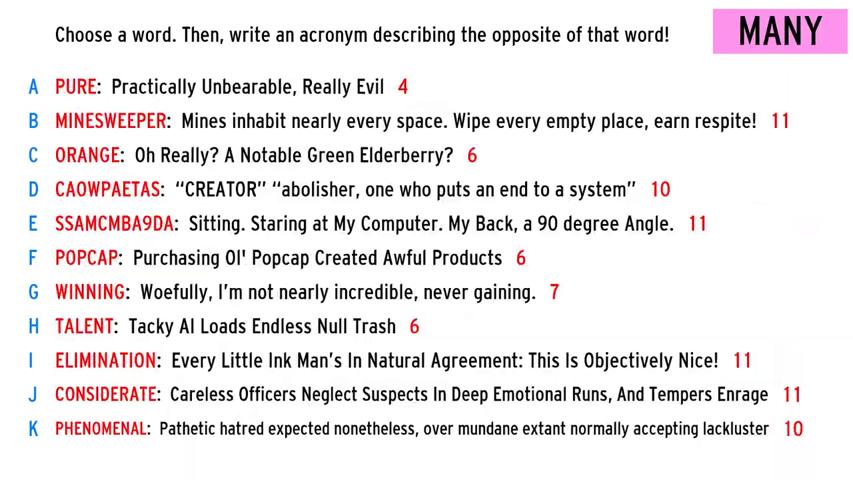 Choose a word. Then, write an acronym describing the opposite of that word!
MANY
A PURE: Practically Unbearable, Really Evil 4
B MINESWEEPER: Mines inhabit nearly every space. Wipe every empty place, earn respite! 11
C ORANGE: Oh Really? A Notable Green Elderberry? 6
D CAOWPAETAS: “CREATOR” “abolisher, one who puts an end to a system” 10
E SSAMCMBA9DA: Sitting. Staring at My Computer. My Back, a 90 degree Angle. 11
F POPCAP: Purchasing Ol' Popcap Created Awful Products 6
G WINNING: Woefully, I'm not nearly incredible, never gaining. 7
H TALENT: Tacky AI Loads Endless Null Trash 6
I ELIMINATION: Every Little Ink Man's In Natural Agreement: This Is Objectively Nice! 11
J CONSIDERATE: Careless Officers Neglect Suspects In Deep Emotional Runs, And Tempers Enrage 11
K PHENOMENAL: Pathetic hatred expected nonetheless, over mundane extant normally accepting lackluster 10